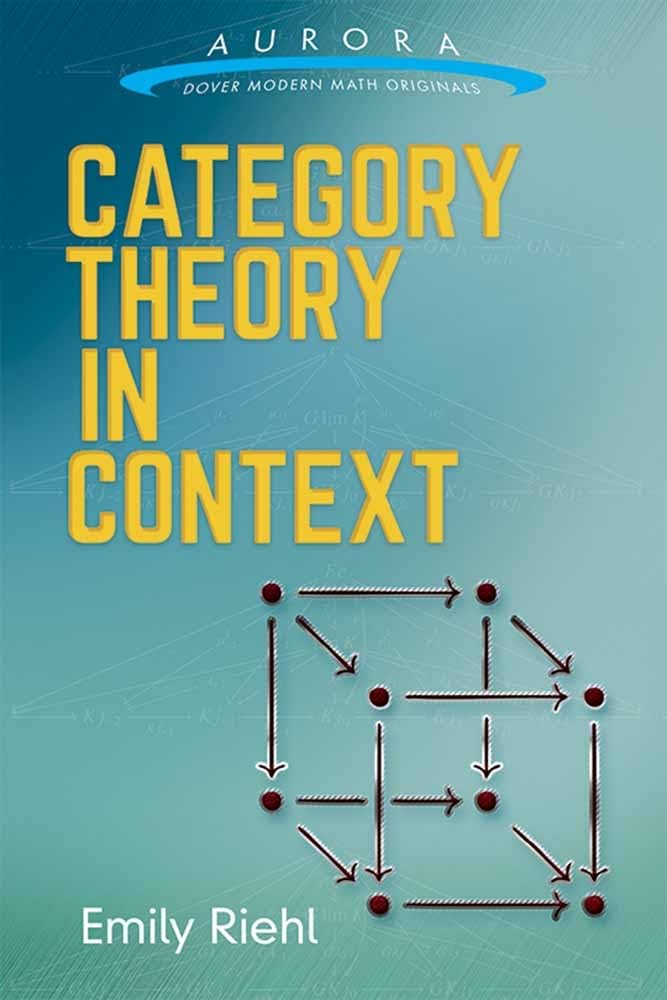 AURORA
DOVER MODERN MATH ORIGINALS
CATEGORY
THEORY
IN
CONTEXT
Emily Riehl